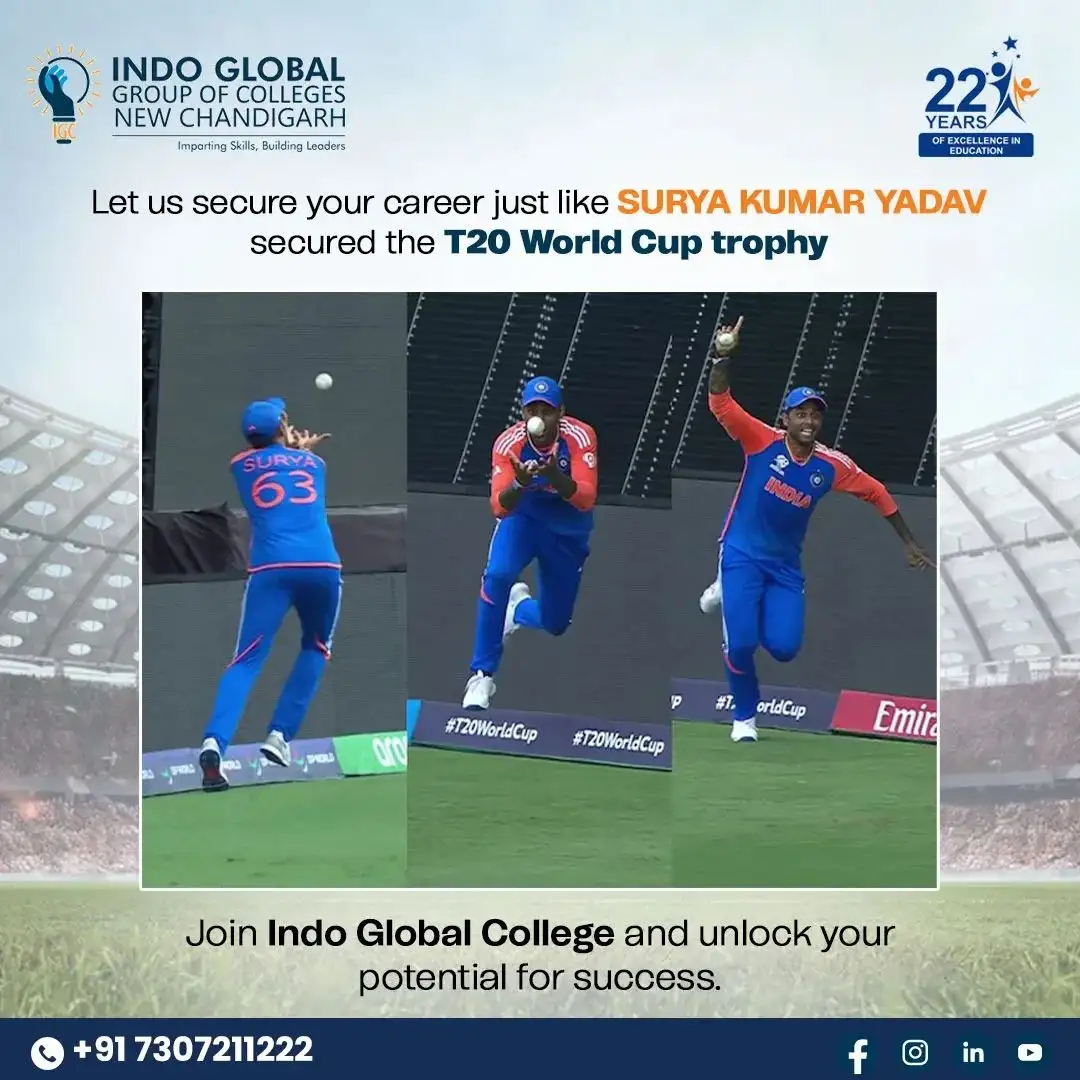 INDO GLOBAL
GROUP OF COLLEGES
NEW CHANDIGARH
Imparting Skills, Building Leaders
IGC
22
YEARS
OF EXCELLENCE IN
EDUCATION
Let us secure your career just like SURYA KUMAR YADAV
secured the T20 World Cup trophy
SURYA
63
INDIA
#T20WorldCup
#T20WorldCup
Join Indo Global College and unlock your
potential for success.
+91 7307211222